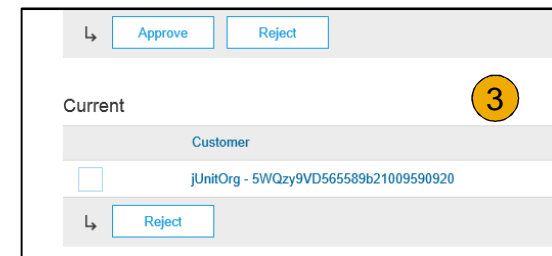 Approve Reject
Current
3
Customer
jUnitOrg - 5WQzy9VD565589b21009590920
Reject